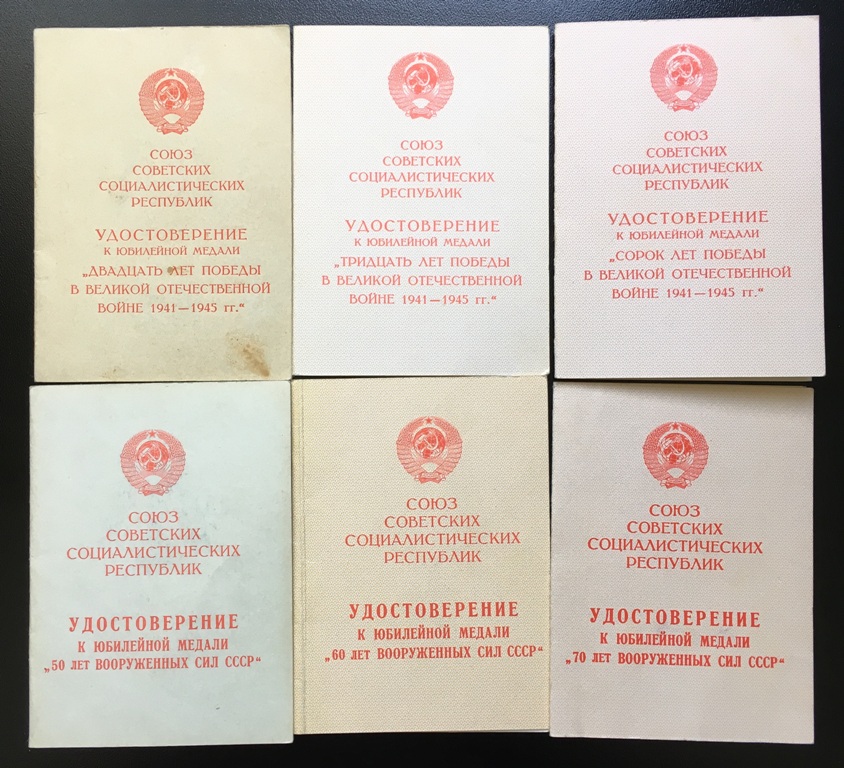 СОЮЗ
СОВЕТСКИХ
СОЦИАЛИСТИЧЕСКИХ
РЕСПУБЛИК
УДОСТОВЕРЕНИЕ
К ЮБИЛЕЙНОЙ МЕДАЛИ
„ДВАДЦАТЬ ЛЕТ ПОБЕДЫ
В ВЕЛИКОЙ ОТЕЧЕСТВЕННОЙ
ВОЙНЕ 1941—1945 гг.“
СОЮЗ
СОВЕТСКИХ
СОЦИАЛИСТИЧЕСКИХ
РЕСПУБЛИК
УДОСТОВЕРЕНИЕ
К ЮБИЛЕЙНОЙ МЕДАЛИ
„ТРИДЦАТЬ ЛЕТ ПОБЕДЫ
В ВЕЛИКОЙ ОТЕЧЕСТВЕННОЙ
ВОЙНЕ 1941—1945 гг.“
СОЮЗ
СОВЕТСКИХ
СОЦИАЛИСТИЧЕСКИХ
РЕСПУБЛИК
УДОСТОВЕРЕНИЕ
К ЮБИЛЕЙНОЙ МЕДАЛИ
„СОРОК ЛЕТ ПОБЕДЫ
В ВЕЛИКОЙ ОТЕЧЕСТВЕННОЙ
ВОЙНЕ 1941—1945 гг.“
СОЮЗ
СОВЕТСКИХ
СОЦИАЛИСТИЧЕСКИХ
РЕСПУБЛИК
УДОСТОВЕРЕНИЕ
К ЮБИЛЕЙНОЙ МЕДАЛИ
„50 ЛЕТ ВООРУЖЕННЫХ СИЛ СССР“
СОЮЗ
СОВЕТСКИХ
СОЦИАЛИСТИЧЕСКИХ
РЕСПУБЛИК
УДОСТОВЕРЕНИЕ
К ЮБИЛЕЙНОЙ МЕДАЛИ
„60 ЛЕТ ВООРУЖЕННЫХ СИЛ СССР“
СОЮЗ
СОВЕТСКИХ
СОЦИАЛИСТИЧЕСКИХ
РЕСПУБЛИК
УДОСТОВЕРЕНИЕ
К ЮБИЛЕЙНОЙ МЕДАЛИ
„70 ЛЕТ ВООРУЖЕННЫХ СИЛ СССР“